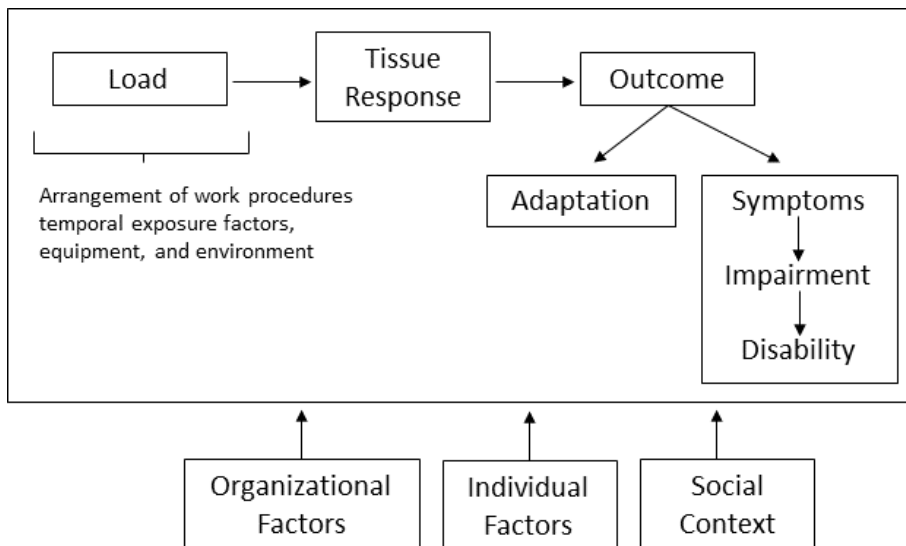 Load
Tissue
Response
Outcome
Arrangement of work procedures
temporal exposure factors,
equipment, and environment
Adaptation
Symptoms
Impairment
Disability
Organizational
Factors
Individual
Factors
Social
Context